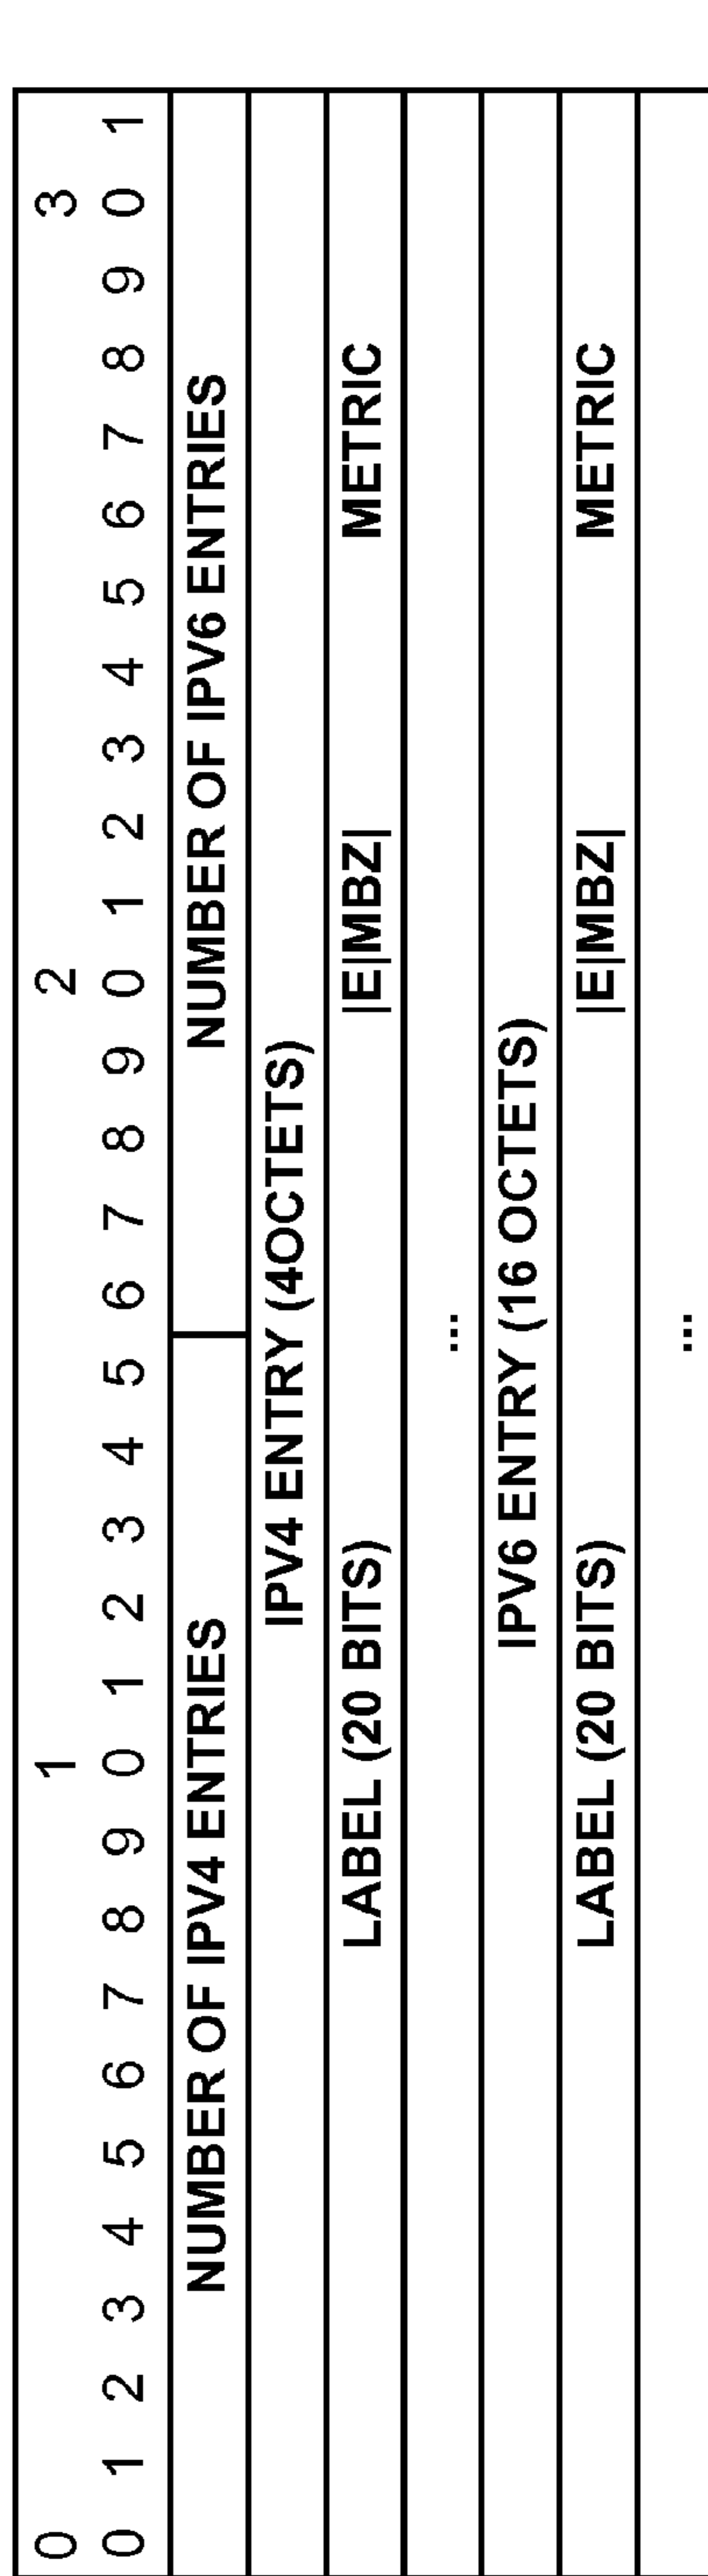 0 1 2 3
0 1 2 3 4 5 6 7 8 9 0 1 2 3 4 5 6 7 8 9 0 1 2 3 4 5 6 7 8 9 0 1
NUMBER OF IPV4 ENTRIES NUMBER OF IPV6 ENTRIES
IPV4 ENTRY (4OCTETS)
LABEL (20 BITS) |E|MBZ| METRIC
...
IPV6 ENTRY (16 OCTETS)
LABEL (20 BITS) |E|MBZ| METRIC
...